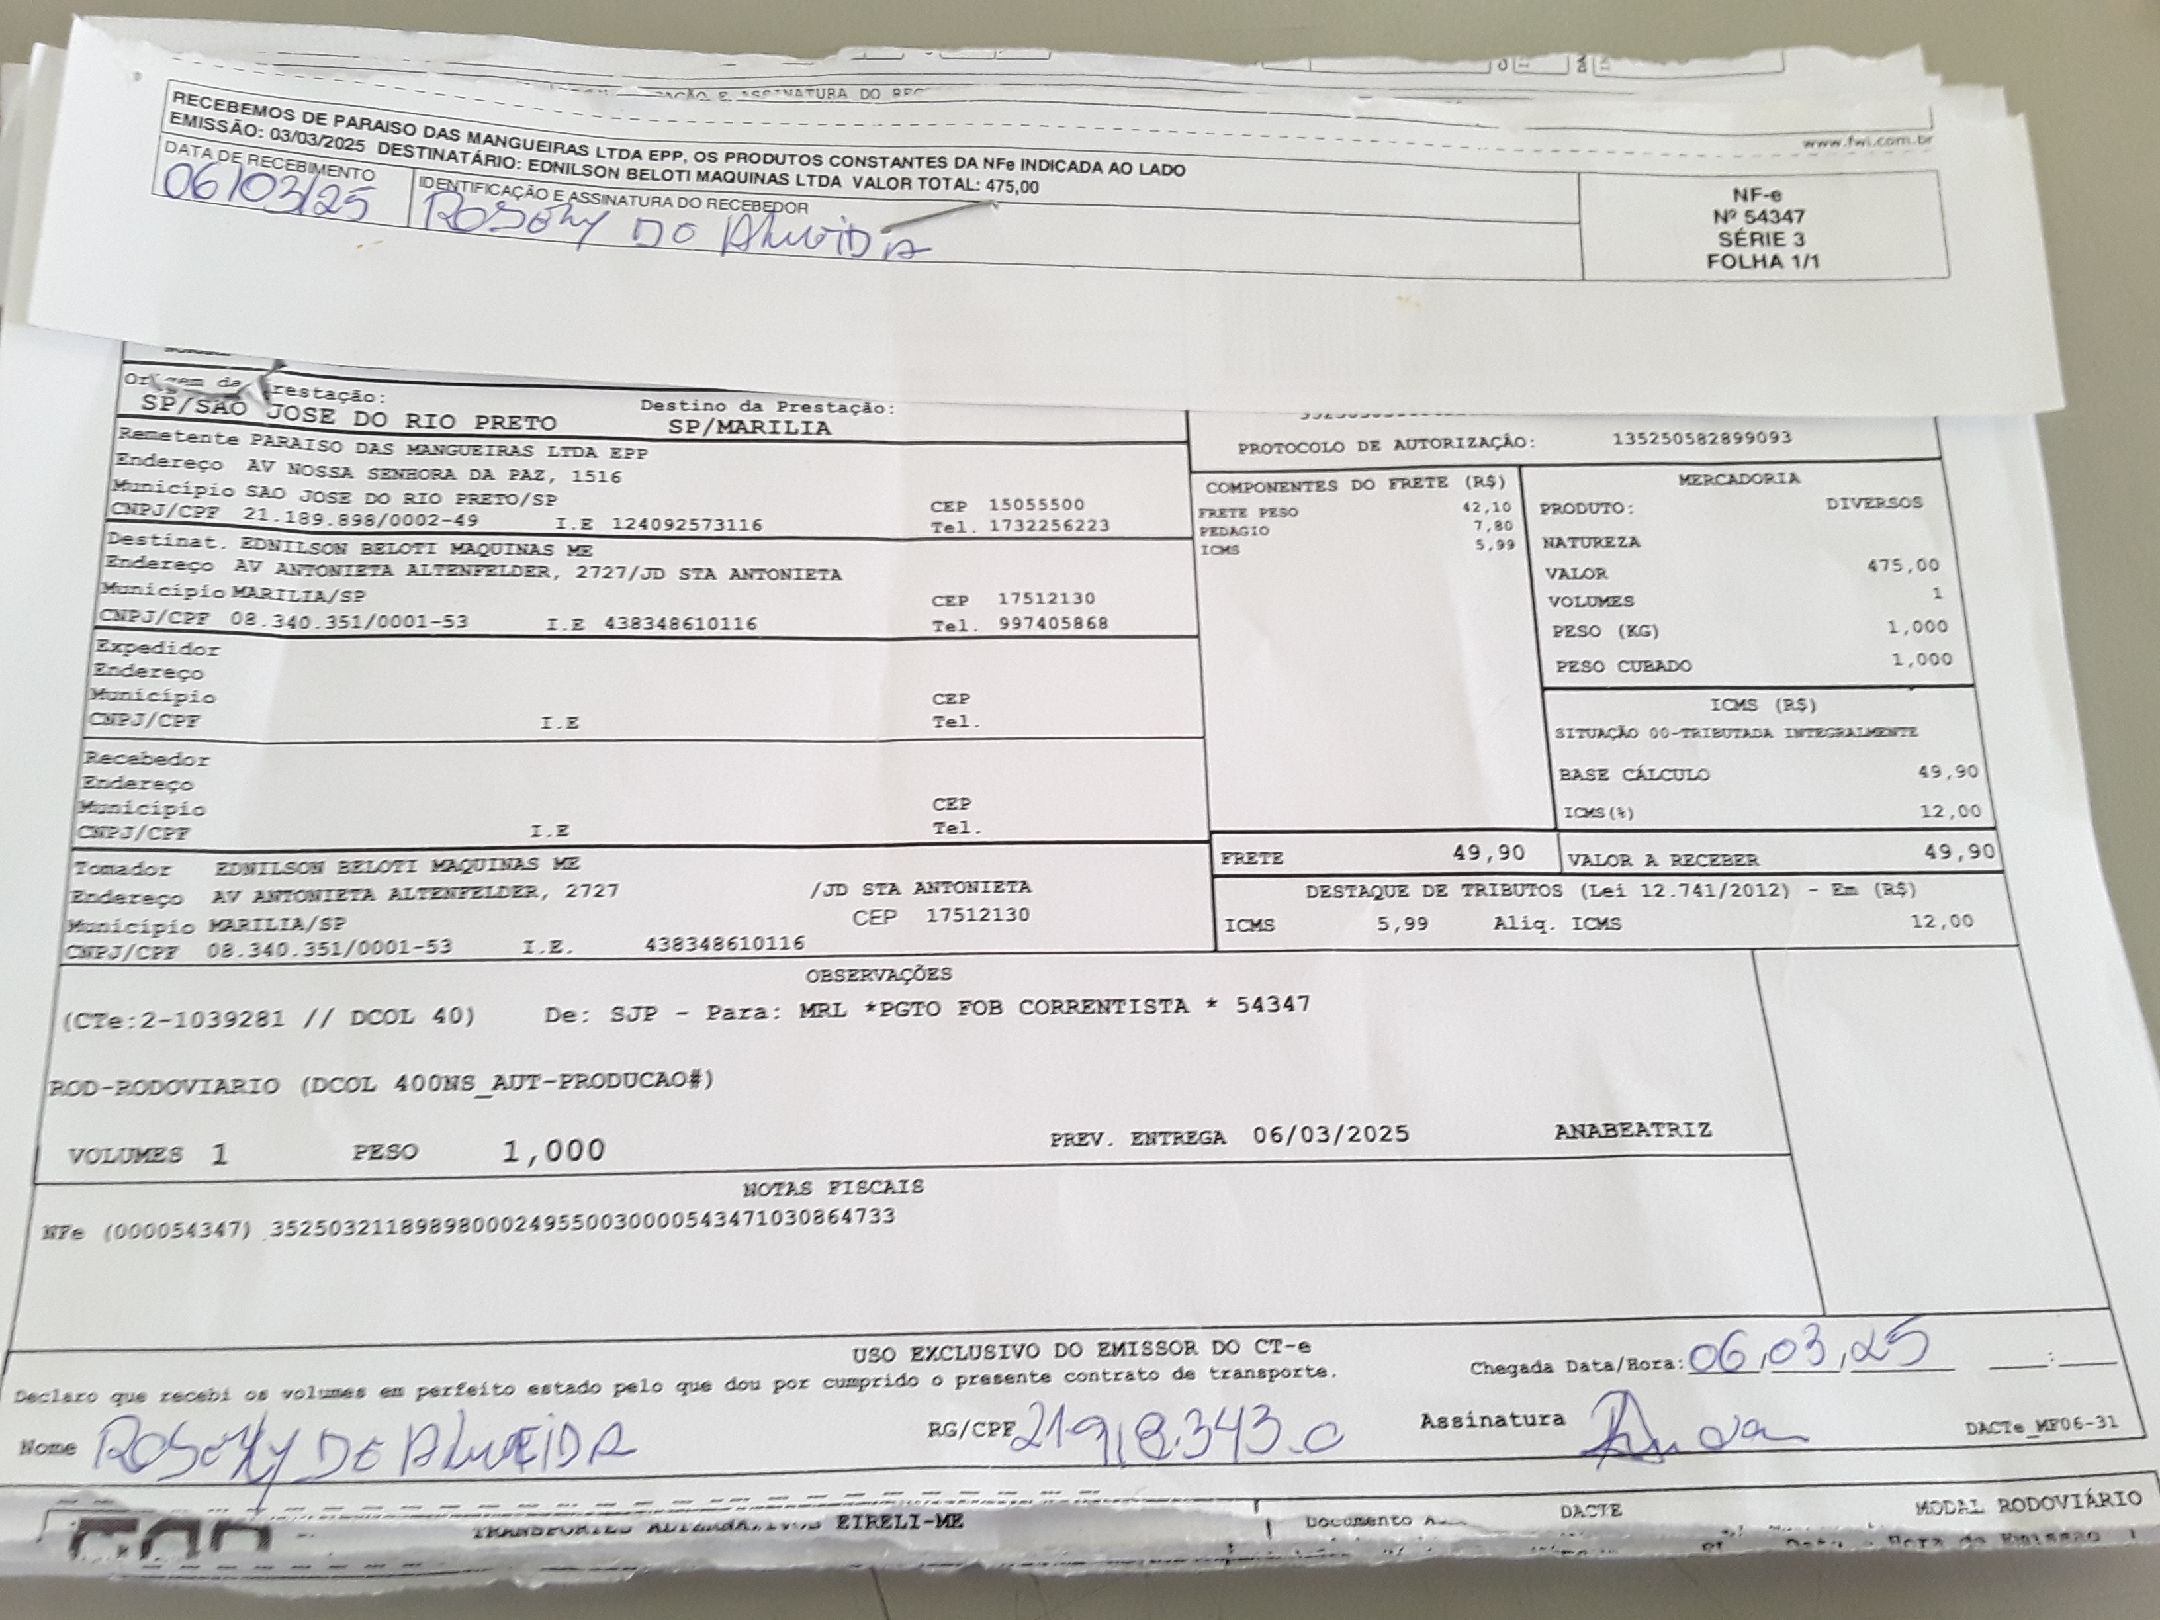 www.fwi.com.br
RECEBEMOS DE PARAISO DAS MANGUEIRAS LTDA EPP, OS PRODUTOS CONSTANTES DA NFe INDICADA AO LADO
EMISSÃO: 03/03/2025 DESTINATÁRIO: EDNILSON BELOTI MAQUINAS LTDA VALOR TOTAL: 475,00
DATA DE RECEBIMENTO
06/03/25
IDENTIFICAÇÃO E ASSINATURA DO RECEBEDOR
DO ALMEIDA
NF-e
Nº 54347
SÉRIE 3
FOLHA 1/1
Origem da Prestação:
SP/SAO JOSE DO RIO PRETO
Destino da Prestação:
SP/MARILIA
PROTOCOLO DE AUTORIZAÇÃO: 135250582899093
Remetente PARAISO DAS MANGUEIRAS LTDA EPP
Endereço AV NOSSA SENHORA DA PAZ, 1516
Município SAO JOSE DO RIO PRETO/SP CEP 15055500
CNPJ/CPF 21.189.898/0002-49 I.E 124092573116 Tel. 1732256223
Destinat. EDNILSON BELOTI MAQUINAS ME
Endereço AV ANTONIETA ALTENFELDER, 2727/JD STA ANTONIETA
Município MARILIA/SP CEP 17512130
CNPJ/CPF 08.340.351/0001-53 I.E 438348610116 Tel. 997405868
Expedidor
Endereço
Município CEP
CNPJ/CPF I.E Tel.
Recebedor
Endereço
Município CEP
CNPJ/CPF I.E Tel.
Tomador EDNILSON BELOTI MAQUINAS ME
Endereço AV ANTONIETA ALTENFELDER, 2727 /JD STA ANTONIETA
Município MARILIA/SP CEP 17512130
CNPJ/CPF 08.340.351/0001-53 I.E. 438348610116
COMPONENTES DO FRETE (R$)
FRETE PESO 42,10
PEDAGIO 7,80
ICMS 5,99
MERCADORIA
PRODUTO: DIVERSOS
NATUREZA
VALOR 475,00
VOLUMES 1
PESO (KG) 1,000
PESO CUBADO 1,000
ICMS (R$)
SITUAÇÃO 00-TRIBUTADA INTEGRALMENTE
BASE CÁLCULO 49,90
ICMS(%) 12,00
FRETE 49,90 VALOR A RECEBER 49,90
DESTAQUE DE TRIBUTOS (Lei 12.741/2012) - Em (R$)
ICMS 5,99 Aliq. ICMS 12,00
OBSERVAÇÕES
(CTe:2-1039281 // DCOL 40) De: SJP - Para: MRL *PGTO FOB CORRENTISTA * 54347
ROD-RODOVIARIO (DCOL 400NS_AUT-PRODUCAO#)
VOLUMES 1 PESO 1,000 PREV. ENTREGA 06/03/2025 ANABEATRIZ
NOTAS FISCAIS
NFe (000054347) 35250321189898000249550030000543471030864733
USO EXCLUSIVO DO EMISSOR DO CT-e
Declaro que recebi os volumes em perfeito estado pelo que dou por cumprido o presente contrato de transporte.
Chegada Data/Hora: 06,03,25 :
Nome DO ALMEIDA RG/CPF 21918.343.0 Assinatura
DACTe_MF06-31
EIRELI-ME
Documento
DACTE
MODAL RODOVIÁRIO